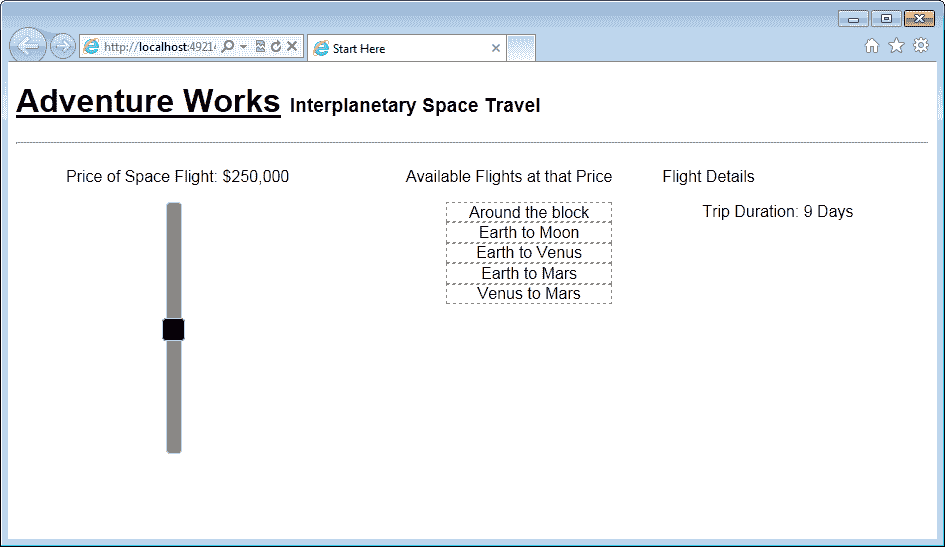 http://localhost:4921
Start Here
Adventure Works Interplanetary Space Travel
Price of Space Flight: $250,000
Available Flights at that Price
Flight Details
Around the block
Earth to Moon
Earth to Venus
Earth to Mars
Venus to Mars
Trip Duration: 9 Days